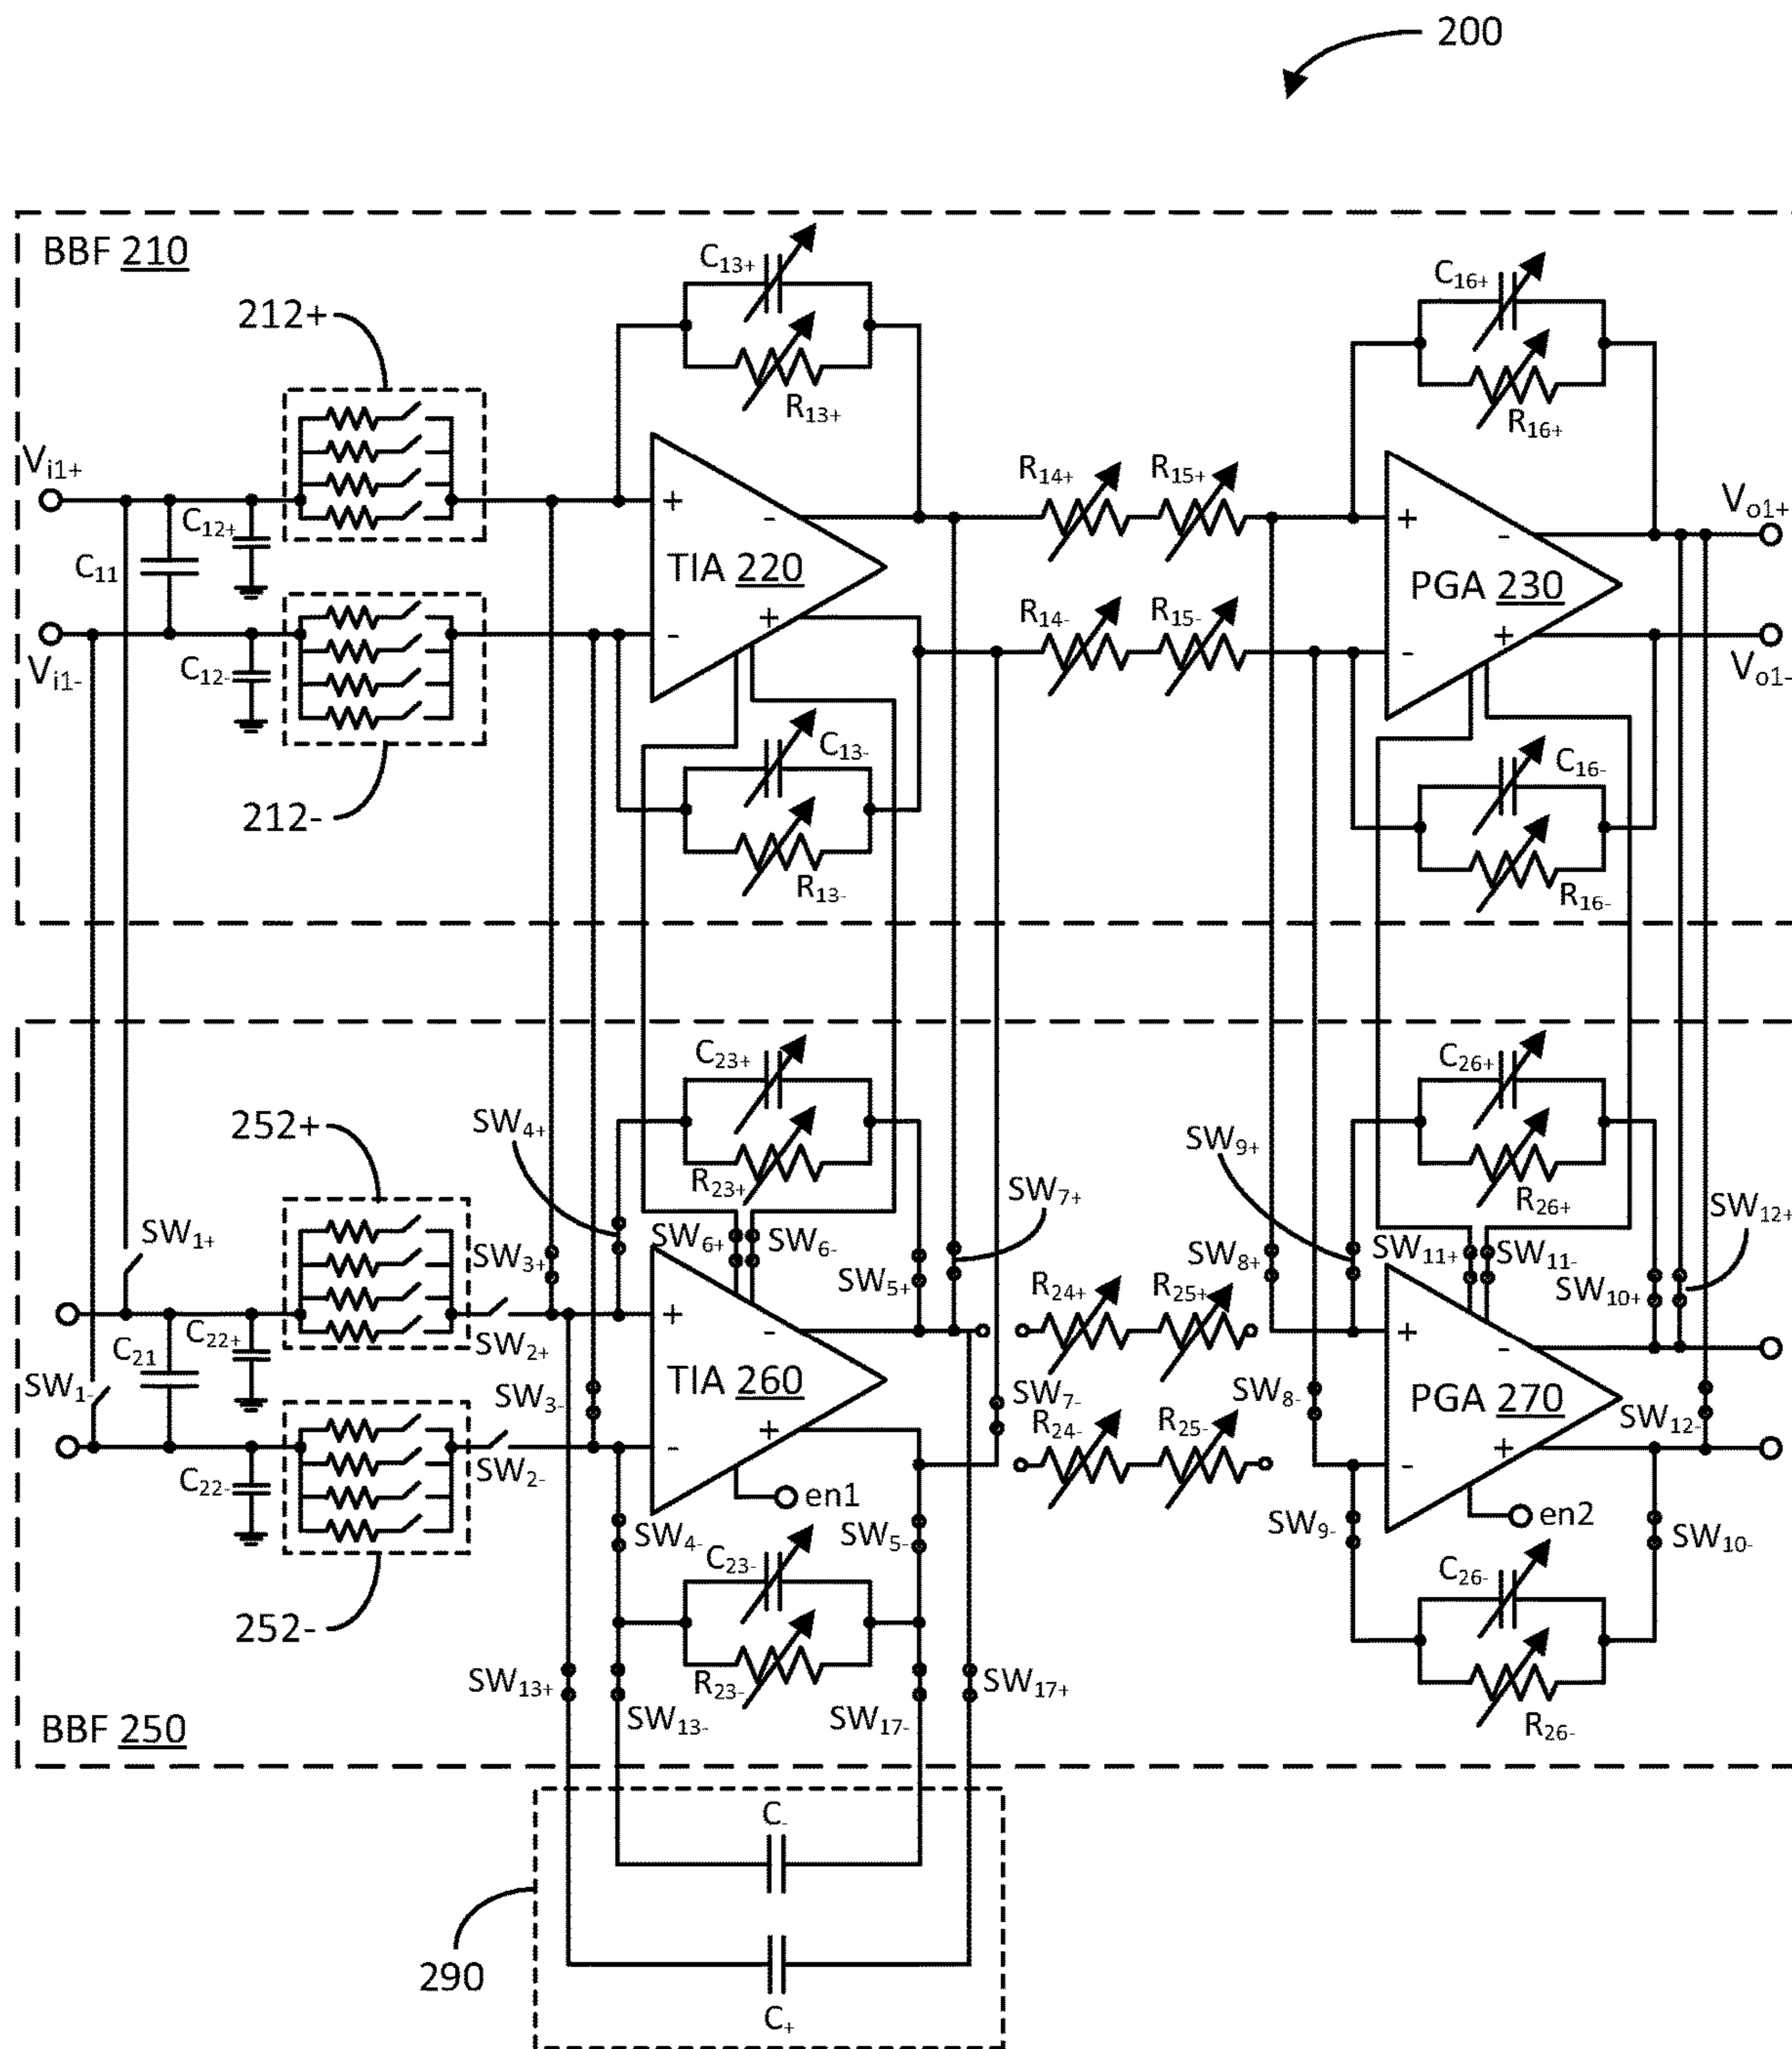 200
BBF 210
212+
212-
Vi1+
Vi1-
C11
C12+
C12-
C13+
R13+
+
-
TIA 220
+
-
C13-
R13-
R14+
R15+
R14-
R15-
C16+
R16+
+
-
PGA 230
+
-
C16-
R16-
Vo1+
Vo1-
252+
SW4+
C23+
R23+
SW7+
SW9+
C26+
R26+
SW12+
SW1+
SW1-
C21
C22+
C22-
SW2+
SW2-
SW3+
SW3-
SW6+
SW6-
SW5+
+
-
TIA 260
+
-
en1
R24+
R25+
SW7-
R24-
R25-
SW8+
SW8-
SW11+
SW11-
SW10+
+
-
PGA 270
+
-
SW12-
en2
SW4-
SW5-
C23-
R23-
SW9-
SW10-
C26-
R26-
252-
SW13+
SW13-
SW17-
SW17+
BBF 250
C-
C+
290